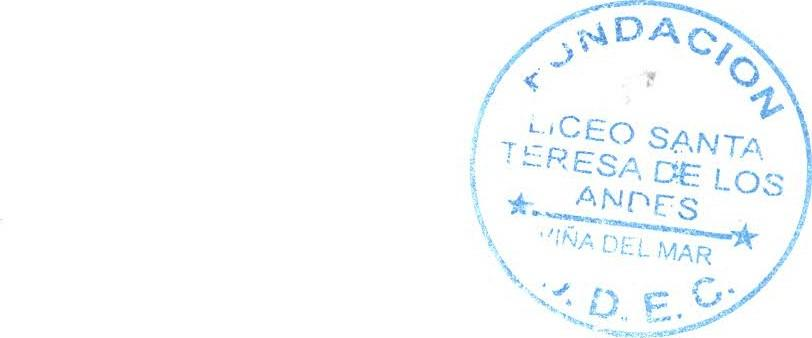 FUNDACION
LICEO SANTA
TERESA DE LOS
ANDES
VIÑA DEL MAR
D. E. C.